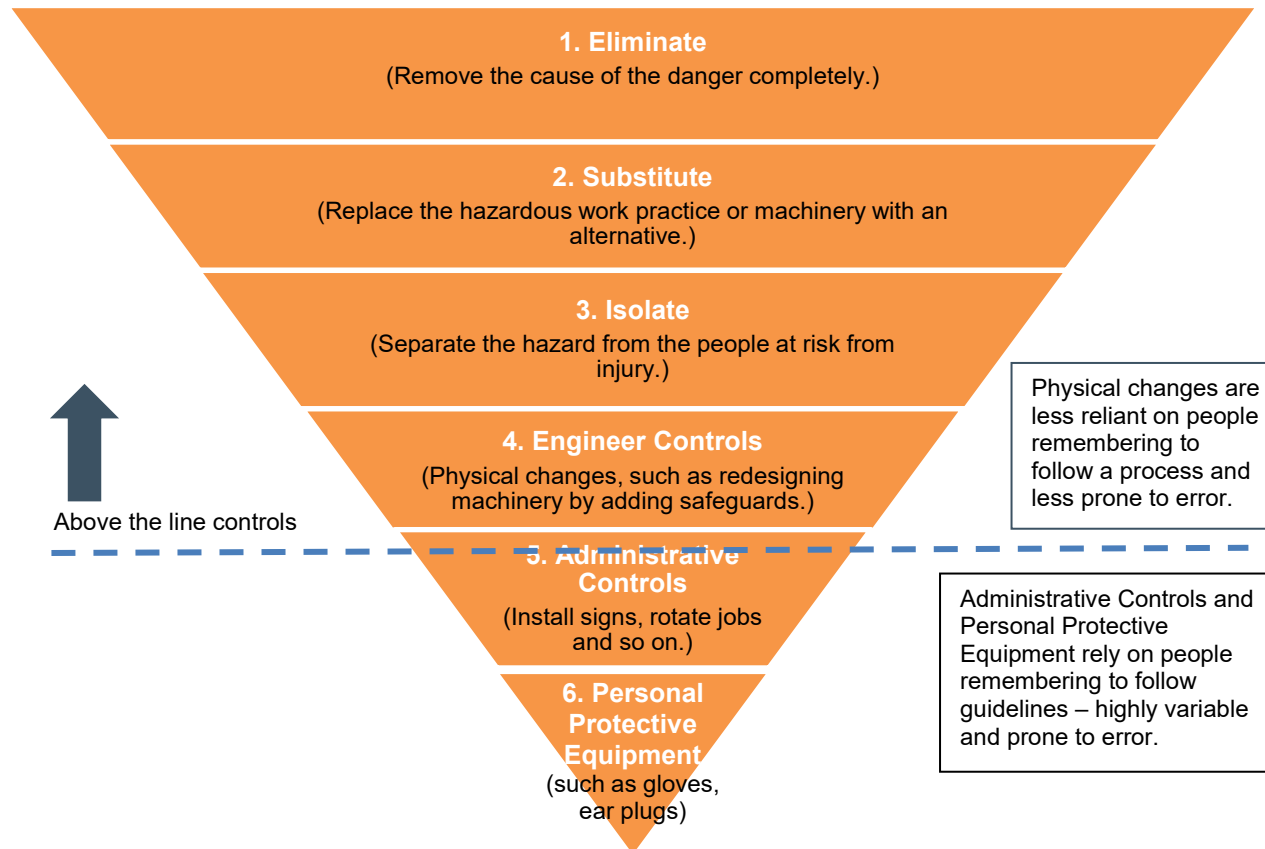 1. Eliminate
(Remove the cause of the danger completely.)
2. Substitute
(Replace the hazardous work practice or machinery with an
alternative.)
3. Isolate
(Separate the hazard from the people at risk from
injury.)
Physical changes are
less reliant on people
remembering to
follow a process and
less prone to error.
4. Engineer Controls
(Physical changes, such as redesigning
machinery by adding safeguards.)
Above the line controls
5. Administrative
Controls
(Install signs, rotate jobs
and so on.)
Administrative Controls and
Personal Protective
Equipment rely on people
remembering to follow
guidelines – highly variable
and prone to error.
6. Personal
Protective
Equipment
(such as gloves,
ear plugs)